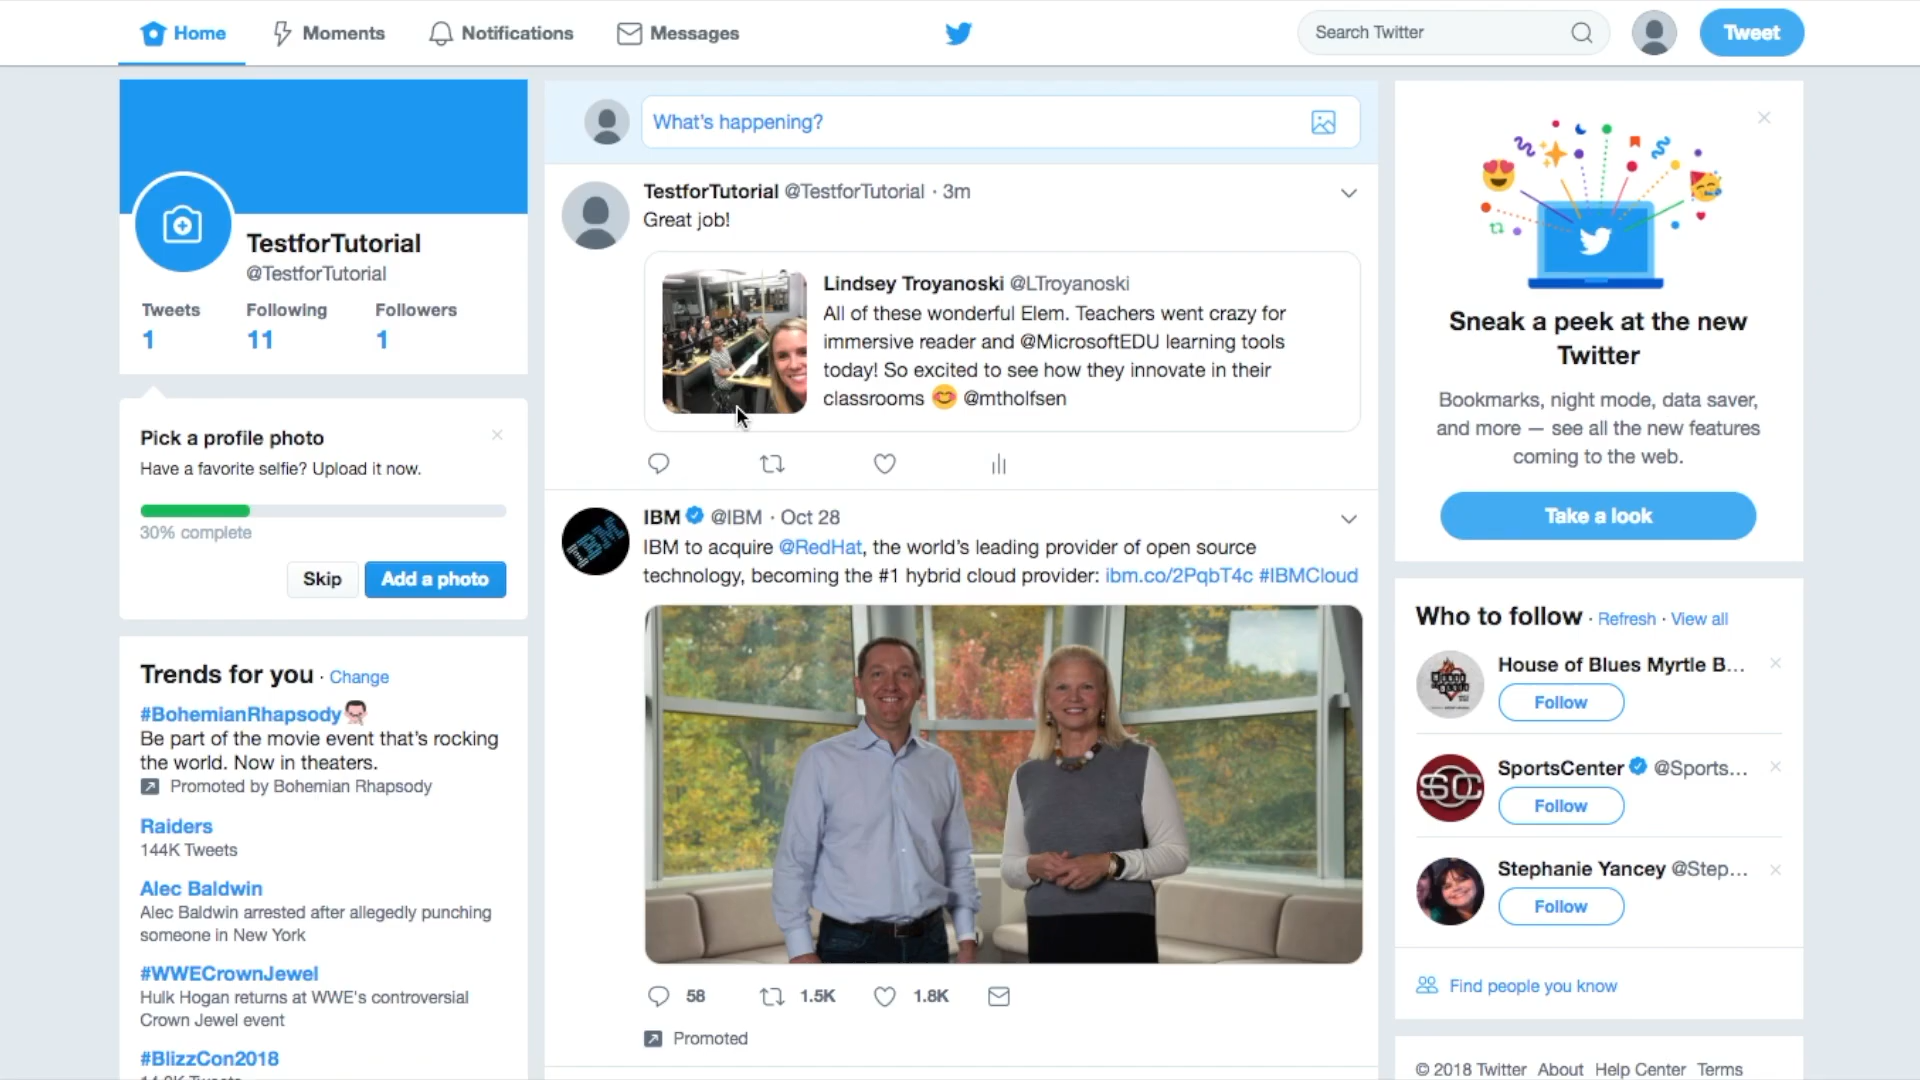 Home
Moments
Notifications
Messages
Search Twitter
Tweet
TestforTutorial
@TestforTutorial
Tweets Following Followers
1 11 1
Pick a profile photo
Have a favorite selfie? Upload it now.
30% complete
Skip
Add a photo
Trends for you · Change
#BohemianRhapsody
Be part of the movie event that's rocking
the world. Now in theaters.
Promoted by Bohemian Rhapsody
Raiders
144K Tweets
Alec Baldwin
Alec Baldwin arrested after allegedly punching
someone in New York
#WWECrownJewel
Hulk Hogan returns at WWE's controversial
Crown Jewel event
#BlizzCon2018
What's happening?
TestforTutorial @TestforTutorial · 3m
Great job!
Lindsey Troyanoski @LTroyanoski
All of these wonderful Elem. Teachers went crazy for
immersive reader and @MicrosoftEDU learning tools
today! So excited to see how they innovate in their
classrooms 😊 @mtholfsen
IBM @IBM · Oct 28
IBM to acquire @RedHat, the world's leading provider of open source
technology, becoming the #1 hybrid cloud provider: ibm.co/2PqbT4c #IBMCloud
IBM
58 1.5K 1.8K
Promoted
Sneak a peek at the new
Twitter
Bookmarks, night mode, data saver,
and more — see all the new features
coming to the web.
Take a look
Who to follow · Refresh · View all
House of Blues Myrtle B...
Follow
SportsCenter @Sports...
SC
Follow
Stephanie Yancey @Step...
Follow
Find people you know
© 2018 Twitter About Help Center Terms